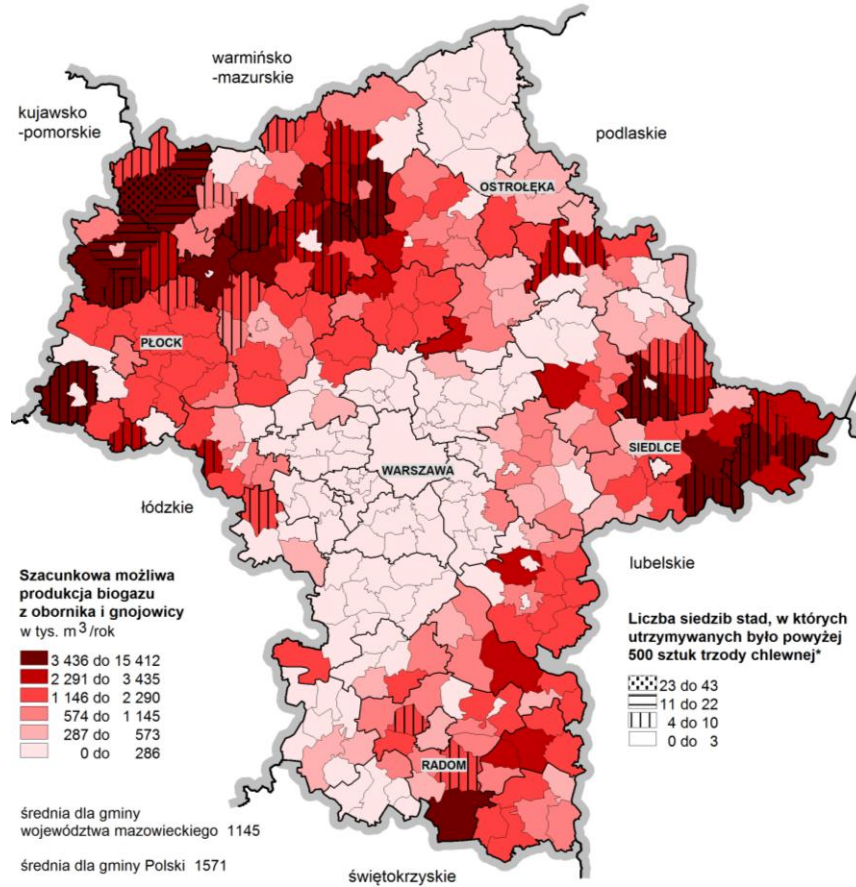 warmińsko
-mazurskie
kujawsko
-pomorskie
podlaskie
OSTROŁĘKA
PŁOCK
SIEDLCE
WARSZAWA
łódzkie
lubelskie
RADOM
świętokrzyskie
Szacunkowa możliwa
produkcja biogazu
z obornika i gnojowicy
w tys. m3/rok
3 436 do 15 412
2 291 do 3 435
1 146 do 2 290
574 do 1 145
287 do 573
0 do 286
średnia dla gminy
województwa mazowieckiego 1145
średnia dla gminy Polski 1571
Liczba siedzib stad, w których
utrzymywanych było powyżej
500 sztuk trzody chlewnej*
23 do 43
11 do 22
4 do 10
0 do 3